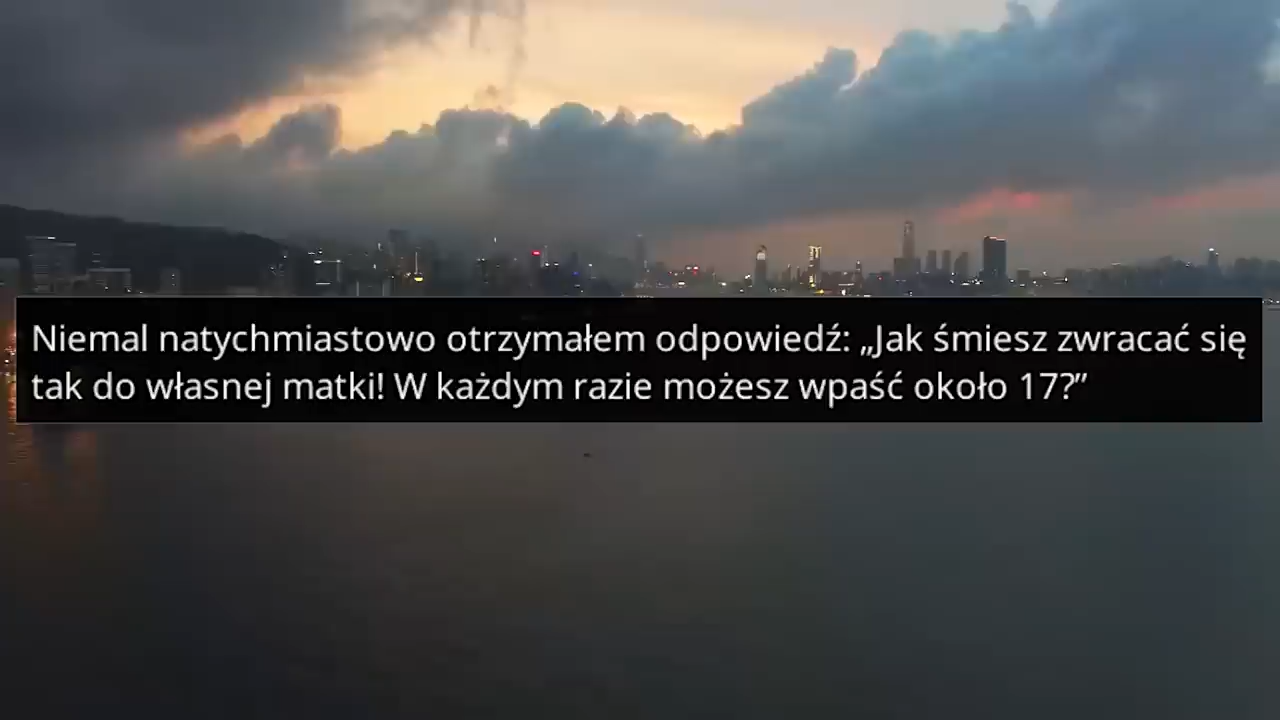 Niemal natychmiastowo otrzymałem odpowiedź: „Jak śmiesz zwracać się
tak do własnej matki! W każdym razie możesz wpaść około 17?”